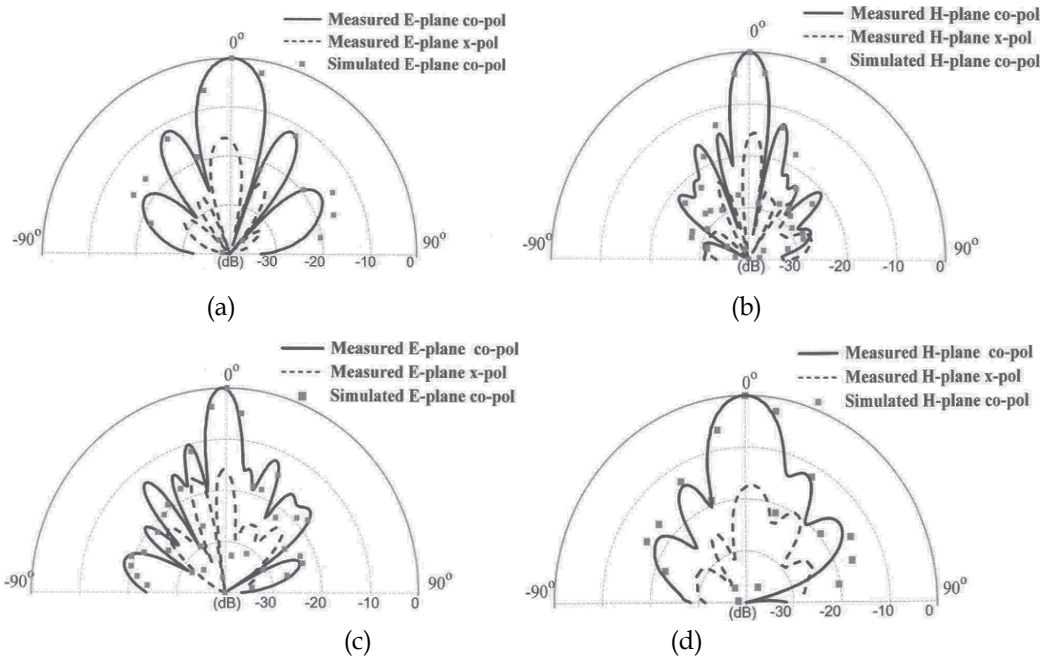 Measured E-plane co-pol
Measured E-plane x-pol
Simulated E-plane co-pol
0°
-90°
90°
(dB) -30 -20 -10 0
(a)
Measured H-plane co-pol
Measured H-plane x-pol
Simulated H-plane co-pol
0°
-90°
90°
(dB) -30 -20 -10 0
(b)
Measured E-plane co-pol
Measured E-plane x-pol
Simulated E-plane co-pol
0°
-90°
90°
(dB) -30 -20 -10 0
(c)
Measured H-plane co-pol
Measured H-plane x-pol
Simulated H-plane co-pol
0°
-90°
90°
(dB) -30 -20 -10 0
(d)